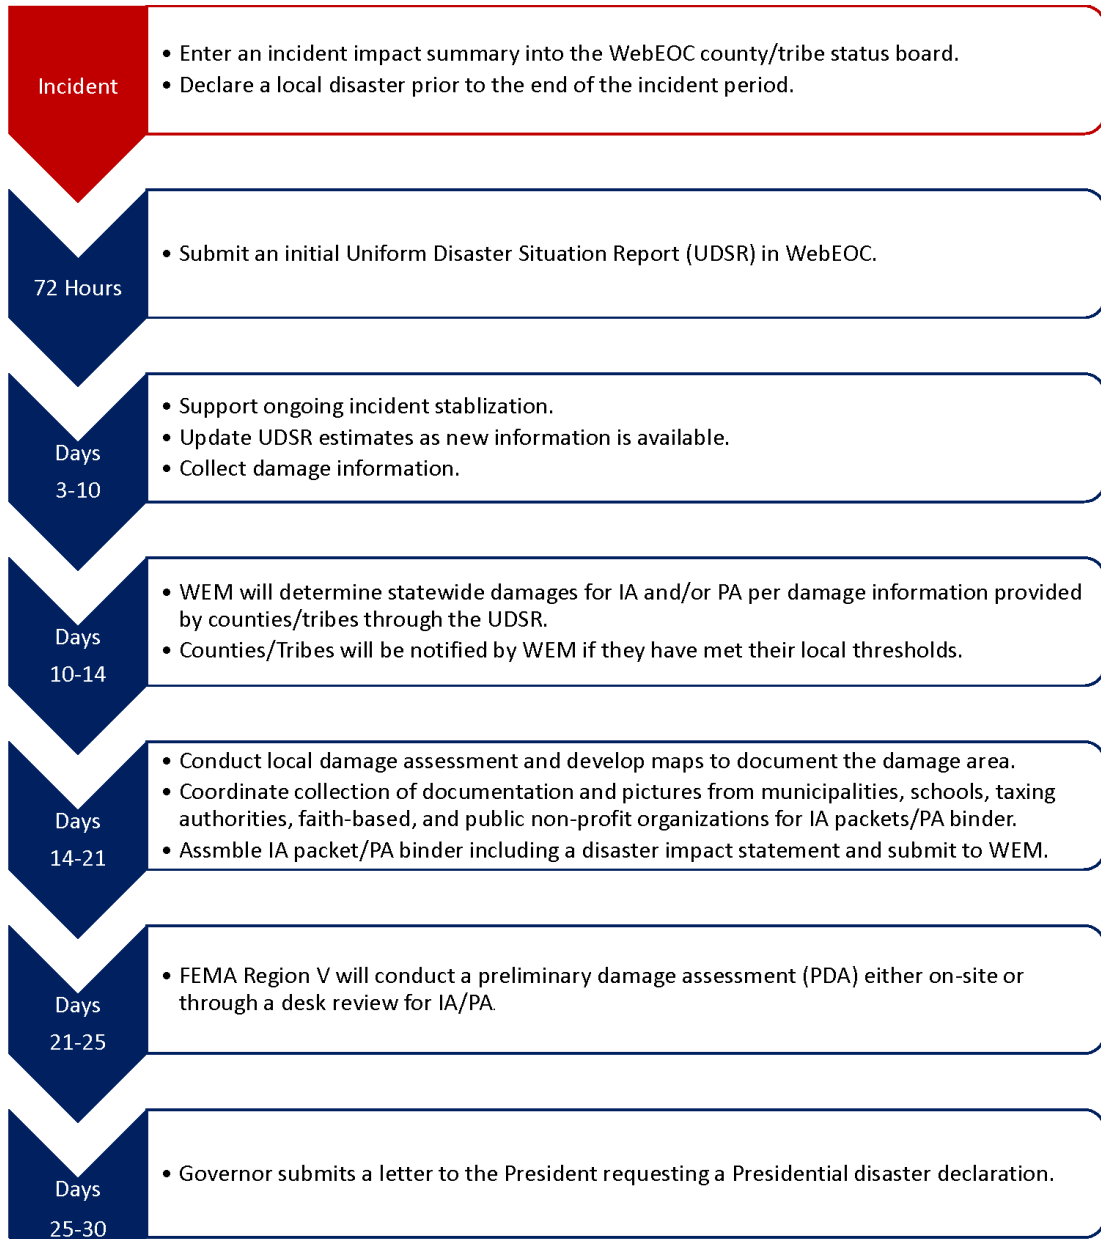 Incident
• Enter an incident impact summary into the WebEOC county/tribe status board.
• Declare a local disaster prior to the end of the incident period.
72 Hours
• Submit an initial Uniform Disaster Situation Report (UDSR) in WebEOC.
Days
3-10
• Support ongoing incident stablization.
• Update UDSR estimates as new information is available.
• Collect damage information.
Days
10-14
• WEM will determine statewide damages for IA and/or PA per damage information provided
by counties/tribes through the UDSR.
• Counties/Tribes will be notified by WEM if they have met their local thresholds.
Days
14-21
• Conduct local damage assessment and develop maps to document the damage area.
• Coordinate collection of documentation and pictures from municipalities, schools, taxing
authorities, faith-based, and public non-profit organizations for IA packets/PA binder.
• Assmble IA packet/PA binder including a disaster impact statement and submit to WEM.
Days
21-25
• FEMA Region V will conduct a preliminary damage assessment (PDA) either on-site or
through a desk review for IA/PA.
Days
25-30
• Governor submits a letter to the President requesting a Presidential disaster declaration.